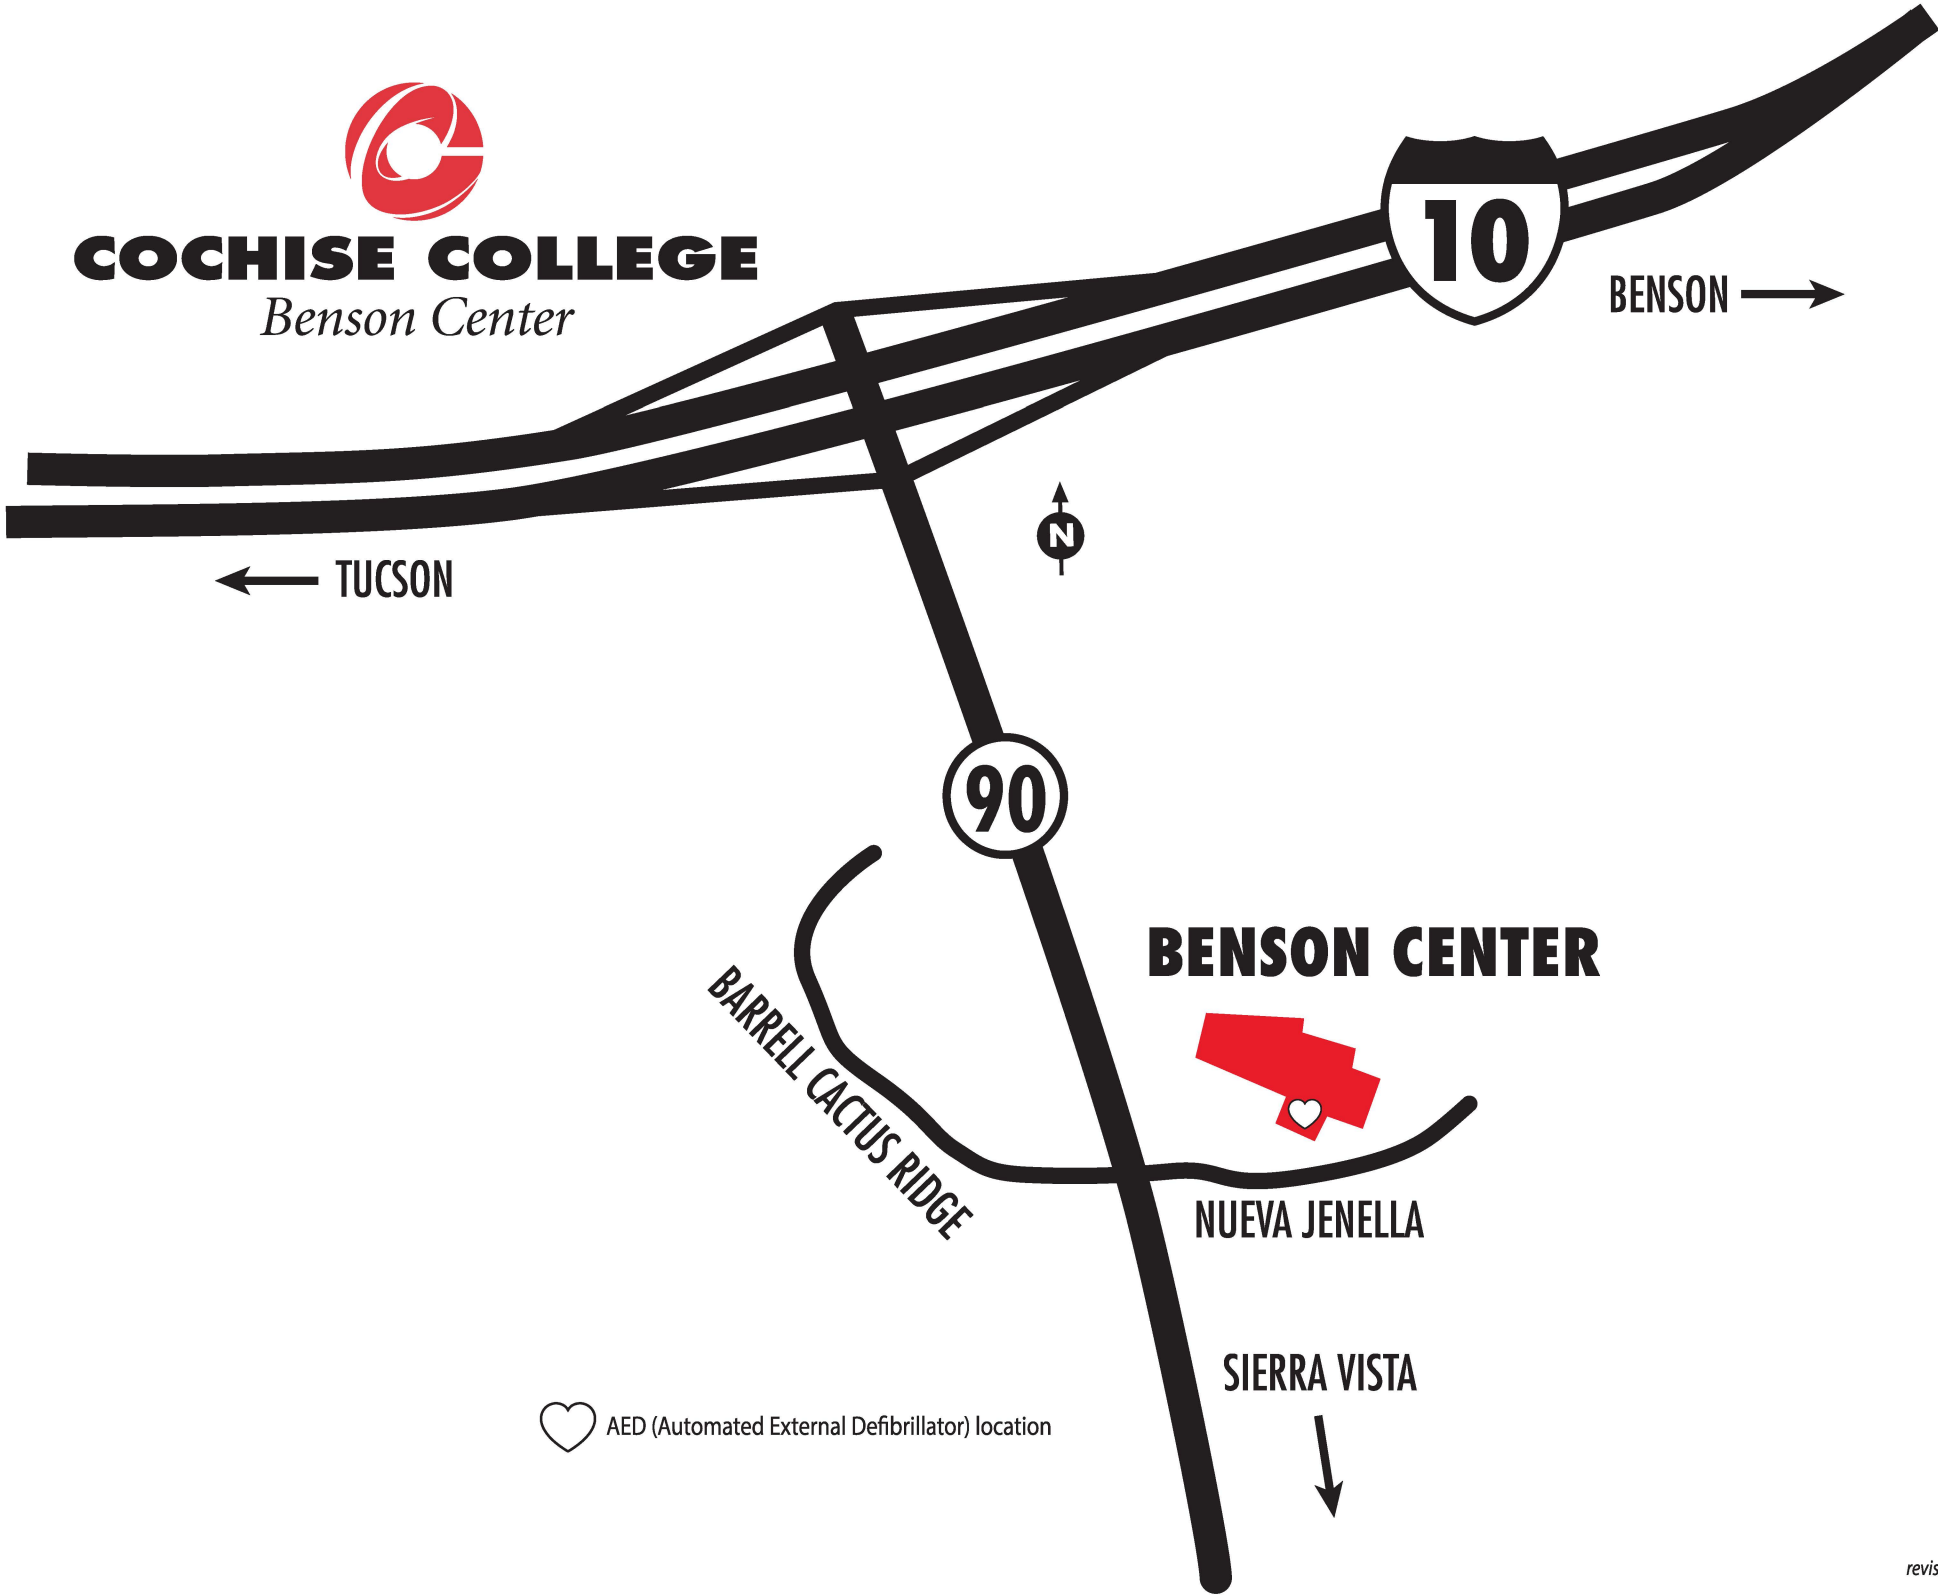 COCHISE COLLEGE
Benson Center
10
BENSON
TUCSON
N
90
BENSON CENTER
BARRELL CACTUS RIDGE
NUEVA JENELLA
SIERRA VISTA
AED (Automated External Defibrillator) location